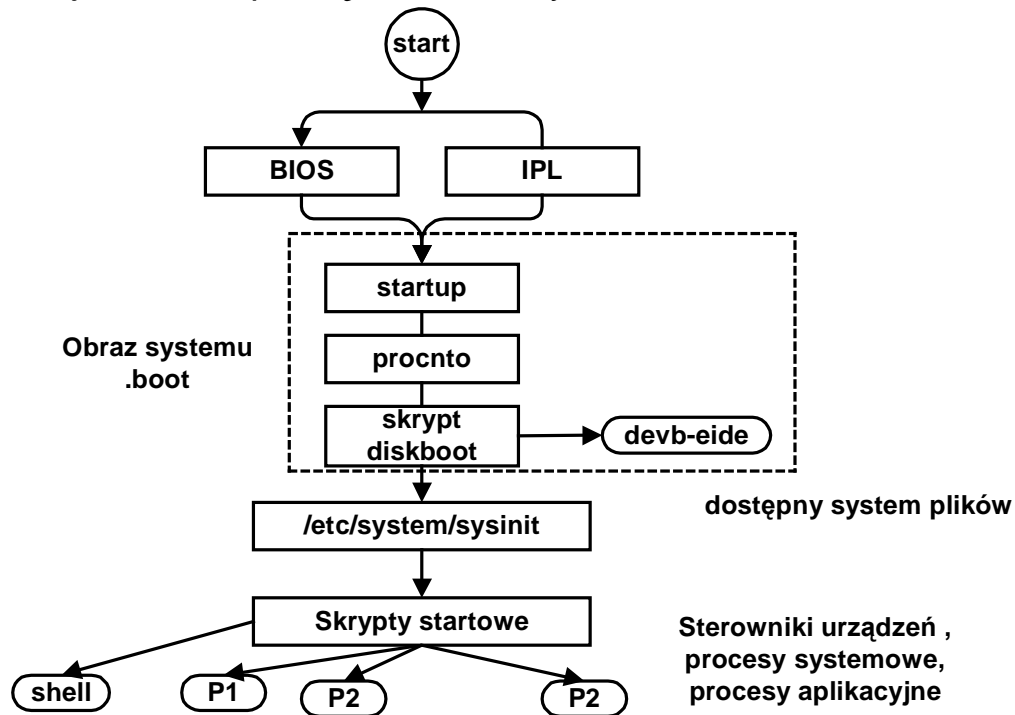 start
BIOS
IPL
startup
Obraz systemu
.boot
procnto
skrypt
diskboot
devb-eide
dostępny system plików
/etc/system/sysinit
Skrypty startowe
Sterowniki urządzeń ,
procesy systemowe,
procesy aplikacyjne
shell
P1
P2
P2